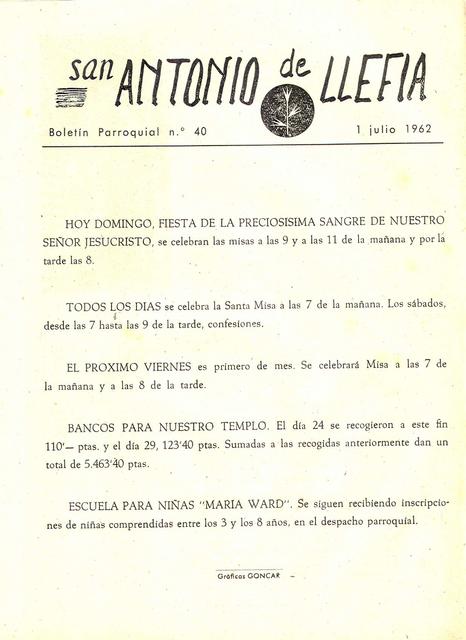 san ANTONIO de LLEFIA
Boletín Parroquial n.º 40 1 julio 1962
HOY DOMINGO, FIESTA DE LA PRECIOSISIMA SANGRE DE NUESTRO
SEÑOR JESUCRISTO, se celebran las misas a las 9 y a las 11 de la mañana y por la
tarde las 8.
TODOS LOS DIAS se celebra la Santa Misa a las 7 de la mañana. Los sábados,
desde las 7 hasta las 9 de la tarde, confesiones.
EL PROXIMO VIERNES es primero de mes. Se celebrará Misa a las 7 de
la mañana y a las 8 de la tarde.
BANCOS PARA NUESTRO TEMPLO. El día 24 se recogieron a este fin
110'— ptas. y el día 29, 123'40 ptas. Sumadas a las recogidas anteriormente dan un
total de 5.463'40 ptas.
ESCUELA PARA NIÑAS "MARIA WARD". Se siguen recibiendo inscripcio-
nes de niñas comprendidas entre los 3 y los 8 años, en el despacho parroquial.
Gráficas GONCAR